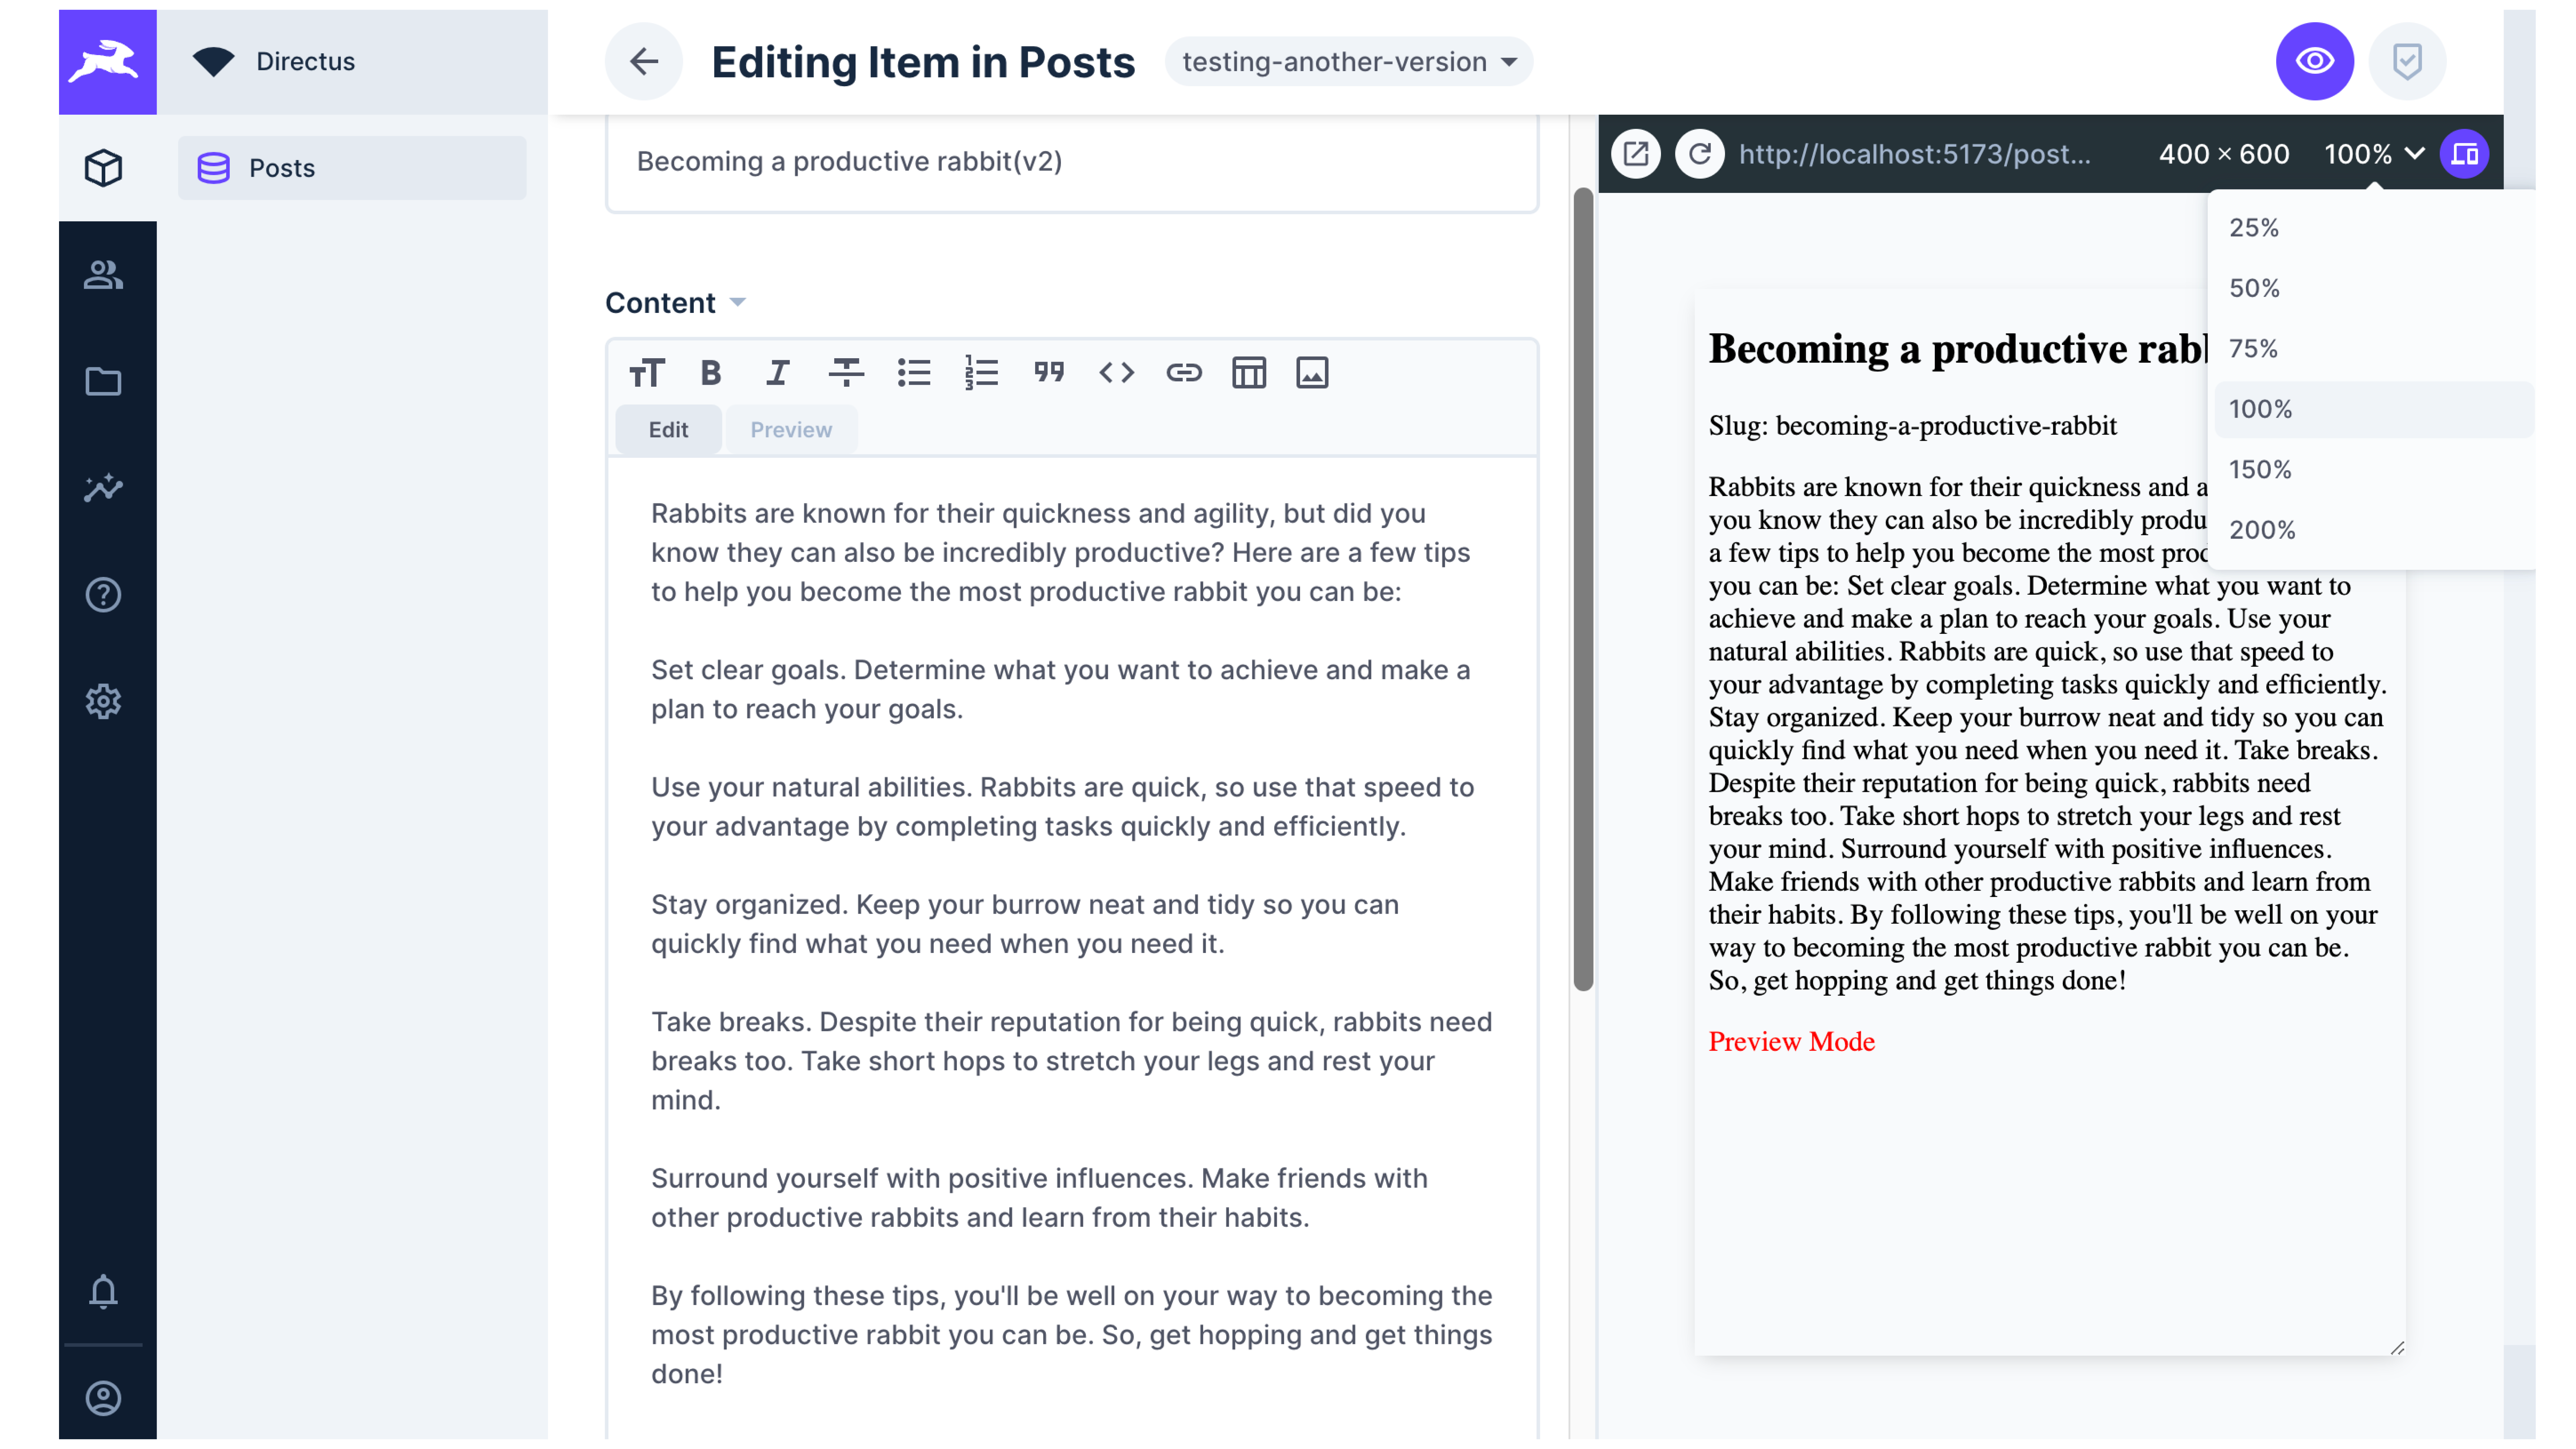 Directus
Editing Item in Posts
testing-another-version
Posts
Becoming a productive rabbit(v2)
Content
Edit
Preview
Rabbits are known for their quickness and agility, but did you
know they can also be incredibly productive? Here are a few tips
to help you become the most productive rabbit you can be:
Set clear goals. Determine what you want to achieve and make a
plan to reach your goals.
Use your natural abilities. Rabbits are quick, so use that speed to
your advantage by completing tasks quickly and efficiently.
Stay organized. Keep your burrow neat and tidy so you can
quickly find what you need when you need it.
Take breaks. Despite their reputation for being quick, rabbits need
breaks too. Take short hops to stretch your legs and rest your
mind.
Surround yourself with positive influences. Make friends with
other productive rabbits and learn from their habits.
By following these tips, you'll be well on your way to becoming the
most productive rabbit you can be. So, get hopping and get things
done!
http://localhost:5173/post...
400 × 600
100%
25%
50%
75%
100%
150%
200%
Becoming a productive
Slug: becoming-a-productive-rabbit
Rabbits are known for their quickness and
you know they can also be incredibly
a few tips to help you become the most
you can be: Set clear goals. Determine what you want to
achieve and make a plan to reach your goals. Use your
natural abilities. Rabbits are quick, so use that speed to
your advantage by completing tasks quickly and efficiently.
Stay organized. Keep your burrow neat and tidy so you can
quickly find what you need when you need it. Take breaks.
Despite their reputation for being quick, rabbits need
breaks too. Take short hops to stretch your legs and rest
your mind. Surround yourself with positive influences.
Make friends with other productive rabbits and learn from
their habits. By following these tips, you'll be well on your
way to becoming the most productive rabbit you can be.
So, get hopping and get things done!
Preview Mode